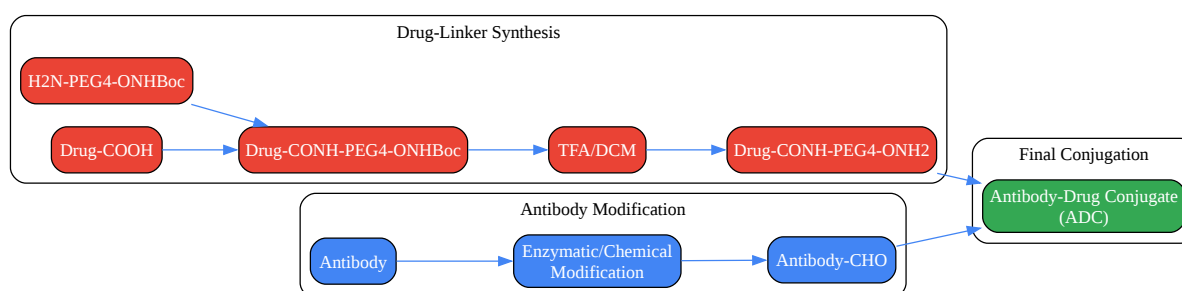 Drug-Linker Synthesis
H2N-PEG4-ONHBoc
Drug-COOH
Drug-CONH-PEG4-ONHBoc
TFA/DCM
Drug-CONH-PEG4-ONH2
Antibody Modification
Antibody
Enzymatic/Chemical
Modification
Antibody-CHO
Final Conjugation
Antibody-Drug Conjugate
(ADC)